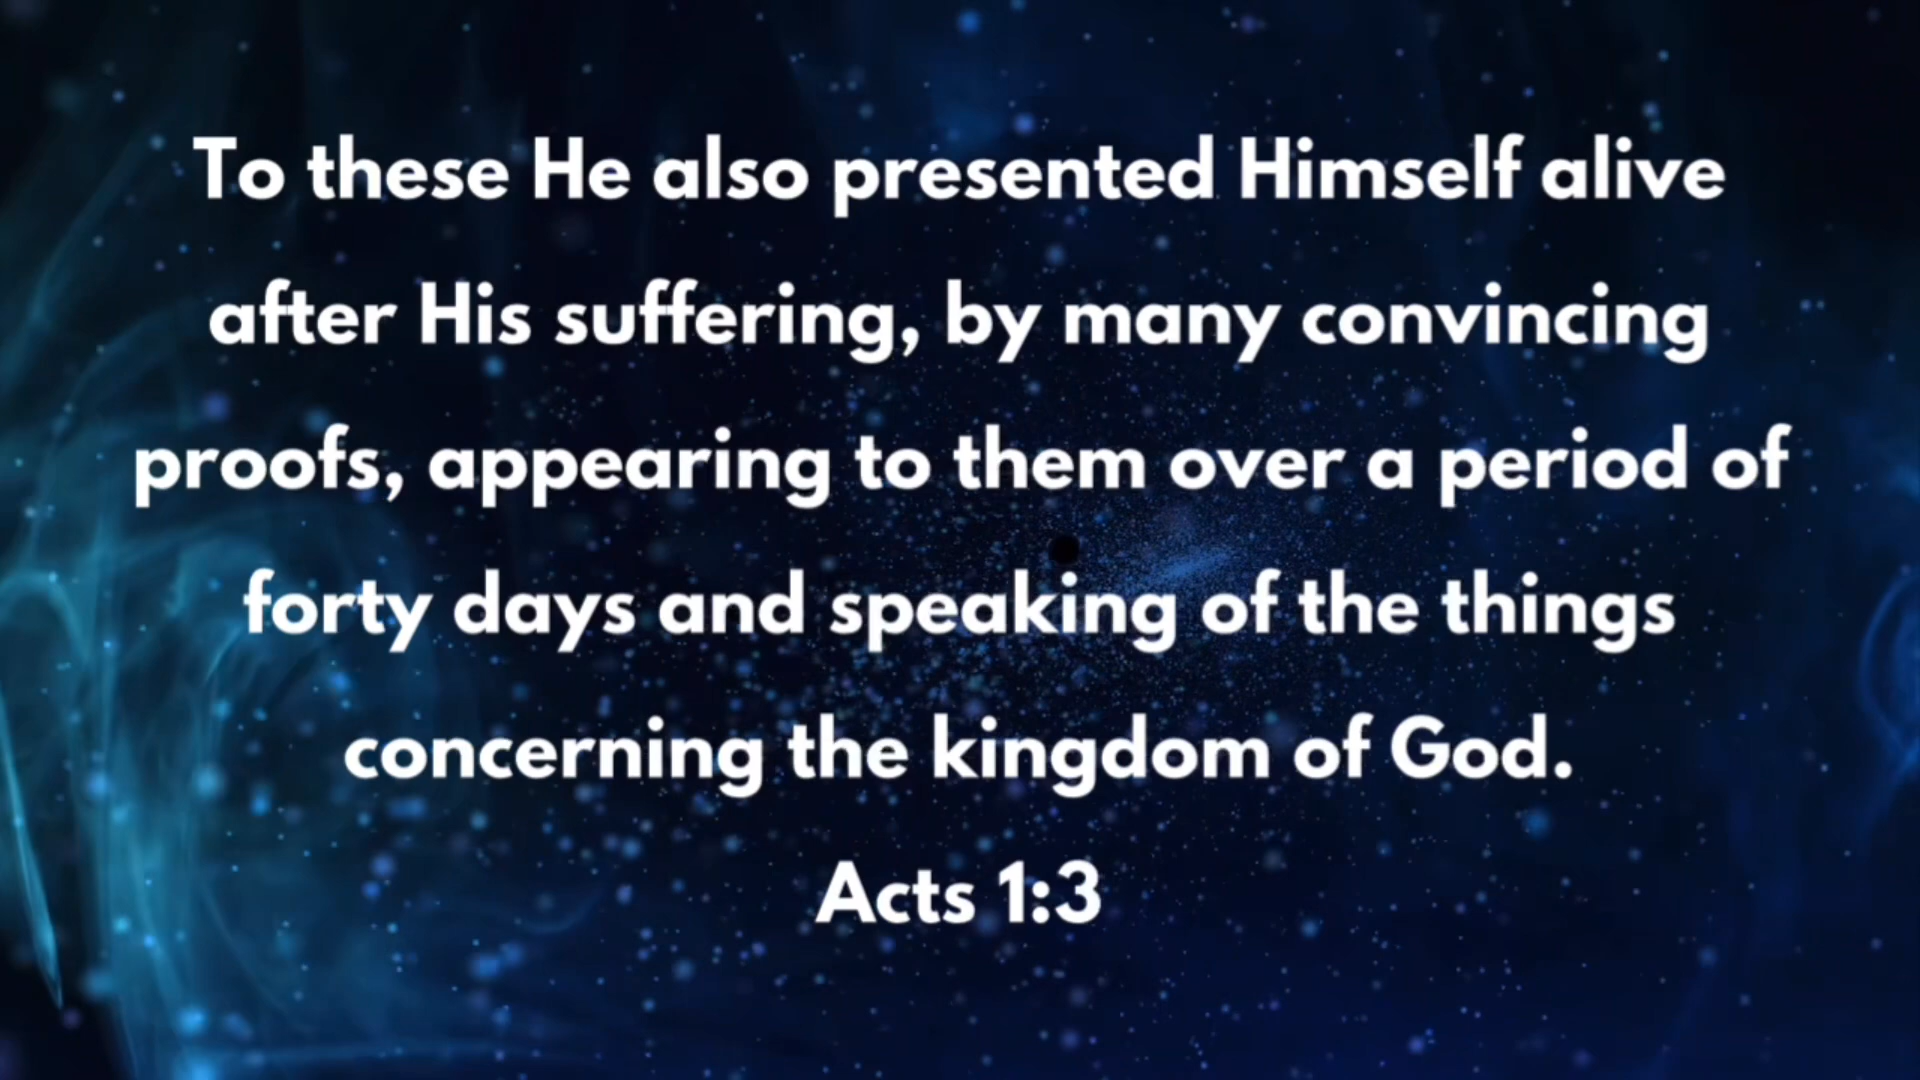 To these He also presented Himself alive
after His suffering, by many convincing
proofs, appearing to them over a period of
forty days and speaking of the things
concerning the kingdom of God.
Acts 1:3